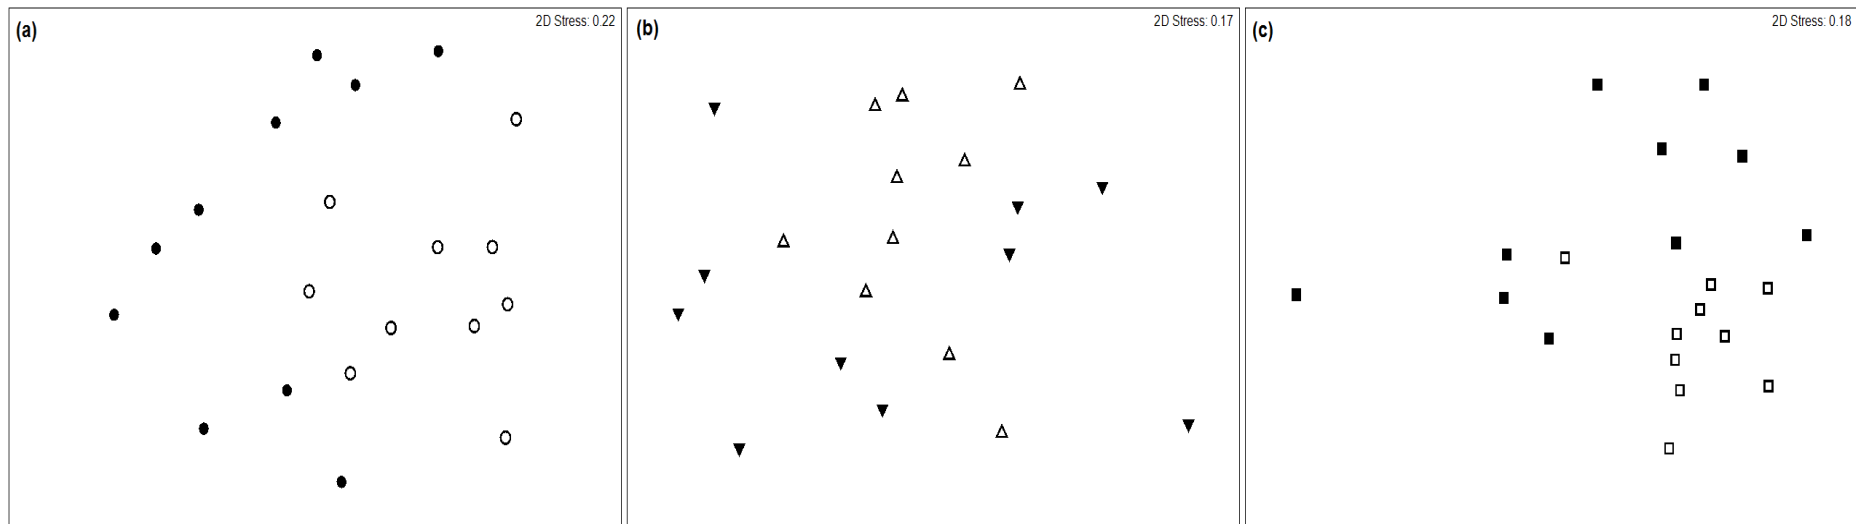 (a) 2D Stress: 0.22
(b) 2D Stress: 0.17
(c) 2D Stress: 0.18